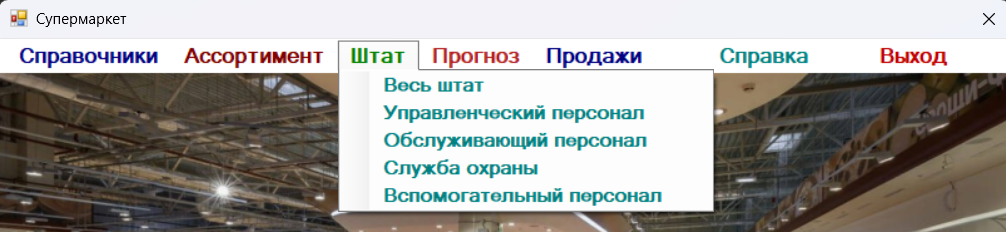 Супермаркет
Справочники Ассортимент Штат Прогноз Продажи Справка Выход
Весь штат
Управленческий персонал
Обслуживающий персонал
Служба охраны
Вспомогательный персонал